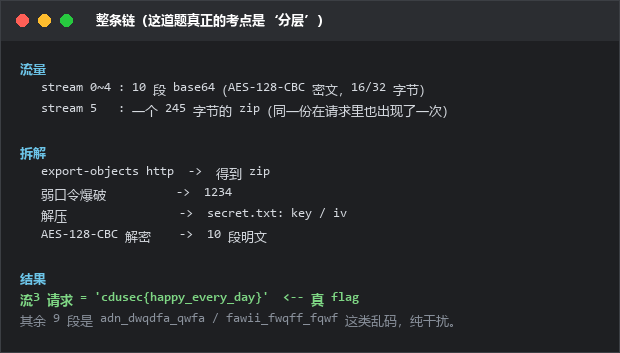 整条链（这道题真正的考点是‘分层’）
流量
stream 0~4 : 10 段 base64（AES-128-CBC 密文，16/32 字节）
stream 5   : 一个 245 字节的 zip（同一份在请求里也出现了一次）
拆解
export-objects http  ->  得到 zip
弱口令爆破          ->  1234
解压                ->  secret.txt: key / iv
AES-128-CBC 解密    ->  10 段明文
结果
流3 请求 = 'cdusec{happy_every_day}'  <-- 真 flag
其余 9 段是 adn_dwqdfa_qwfa / fawii_fwqff_fqwf 这类乱码，纯干扰。